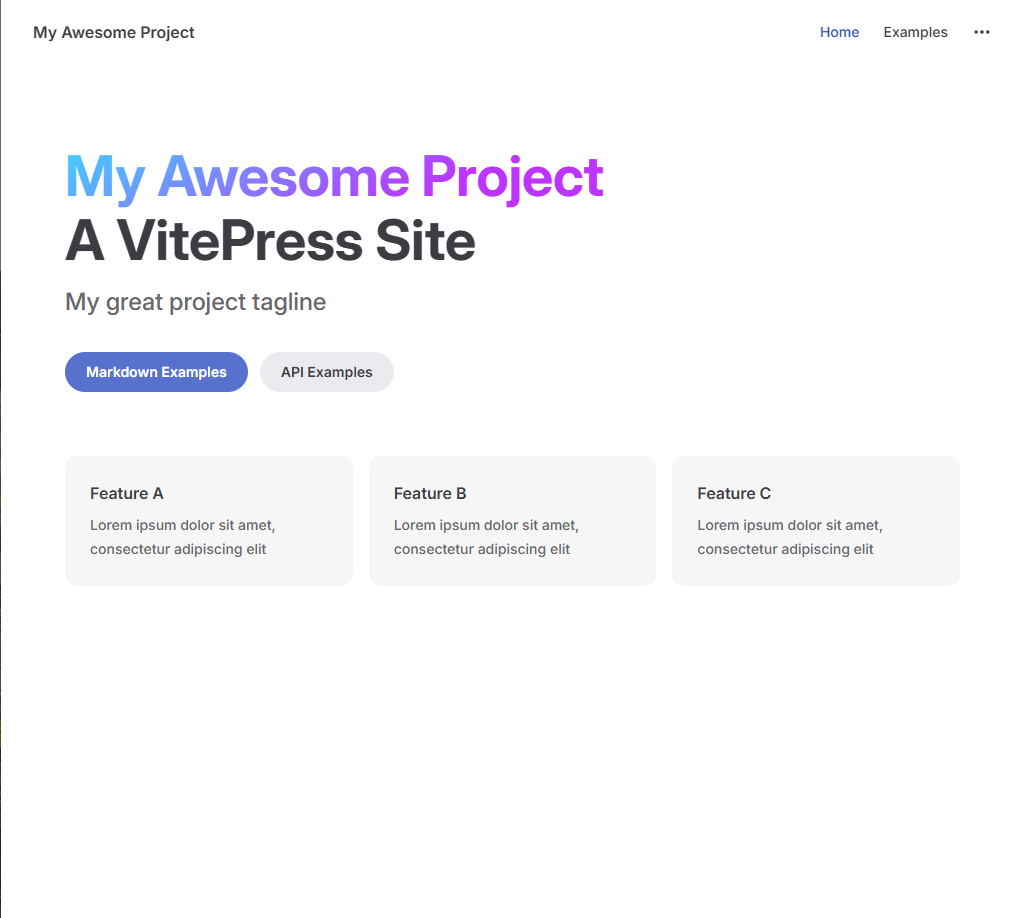 My Awesome Project
Home Examples
My Awesome Project
A VitePress Site
My great project tagline
Markdown Examples
API Examples
Feature A
Lorem ipsum dolor sit amet,
consectetur adipiscing elit
Feature B
Lorem ipsum dolor sit amet,
consectetur adipiscing elit
Feature C
Lorem ipsum dolor sit amet,
consectetur adipiscing elit